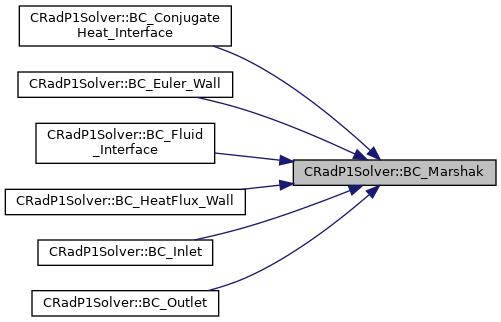 CRadP1Solver::BC_Conjugate
Heat_Interface
CRadP1Solver::BC_Euler_Wall
CRadP1Solver::BC_Fluid
_Interface
CRadP1Solver::BC_Marshak
CRadP1Solver::BC_HeatFlux_Wall
CRadP1Solver::BC_Inlet
CRadP1Solver::BC_Outlet